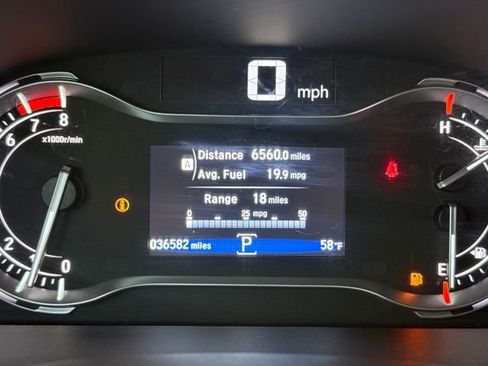 0 mph
8
7
6
x1000r/min
2
1
0
A
Distance 6560.0 miles
Avg. Fuel 19.9 mpg
Range 18 miles
0 25 50
mpg
036582 miles P 58°F
H
E